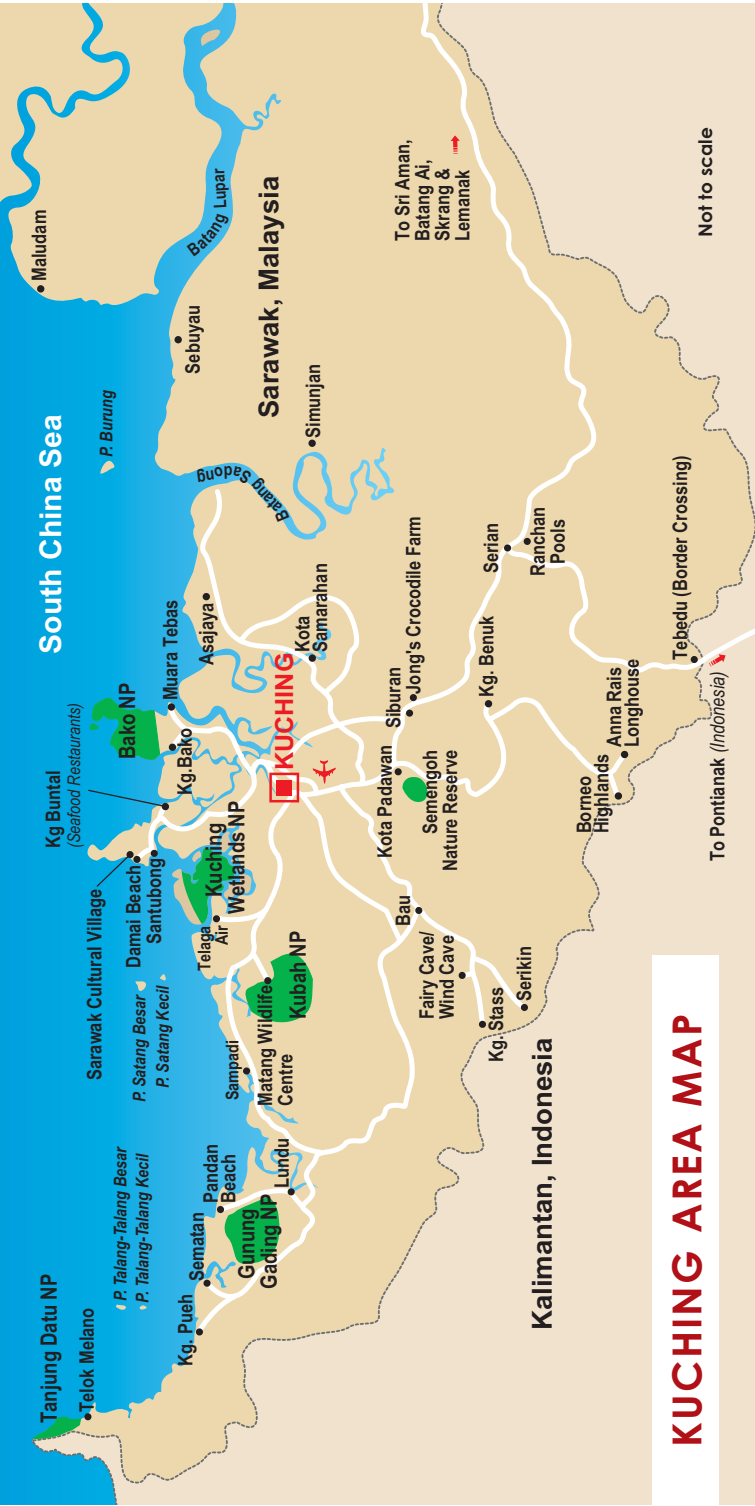 South China Sea
Tanjung Datu NP
Telok Melano
P. Talang-Talang Besar
P. Talang-Talang Kecil
Kg. Pueh
Sematan
Pandan
Beach
Gunung
Gading NP
Lundu
P. Satang Besar
P. Satang Kecil
Sampadi
Matang Wildlife
Centre
Kubah NP
Telaga
Air
Kuching
Wetlands NP
Sarawak Cultural Village
Damai Beach
Santubong
Kg Buntal
(Seafood Restaurants)
Bako NP
Kg.Bako
Muara Tebas
KUCHING
Asajaya
Kota
Samarahan
P. Burung
Batang Sadong
Simunjan
Sebuyau
Batang Lupar
Maludam
Sarawak, Malaysia
To Sri Aman,
Batang Ai,
Skrang &
Lemanak
Bau
Fairy Cave/
Wind Cave
Kg. Stass
Serikin
Kota Padawan
Semengoh
Nature Reserve
Siburan
Jong's Crocodile Farm
Kg. Benuk
Serian
Ranchan
Pools
Borneo
Highlands
Anna Rais
Longhouse
Tebedu (Border Crossing)
To Pontianak (Indonesia)
Kalimantan, Indonesia
KUCHING AREA MAP
Not to scale